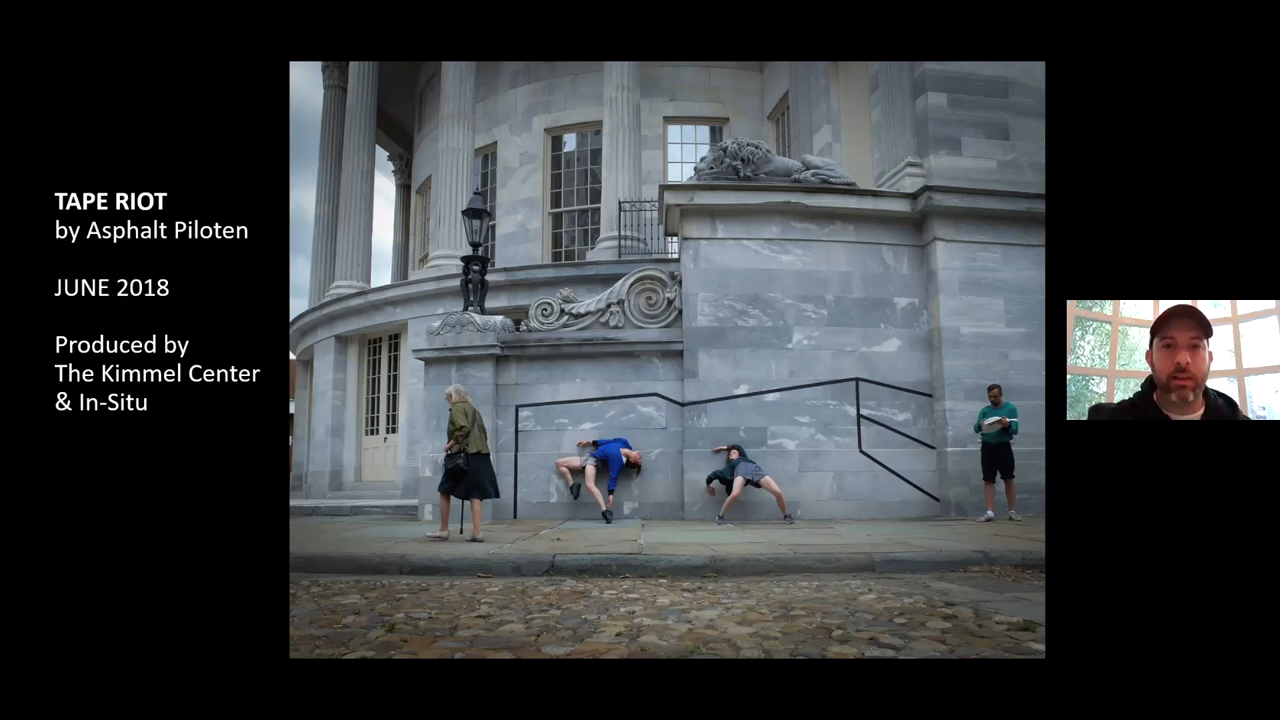 TAPE RIOT
by Asphalt Piloten
JUNE 2018
Produced by
The Kimmel Center
& In-Situ